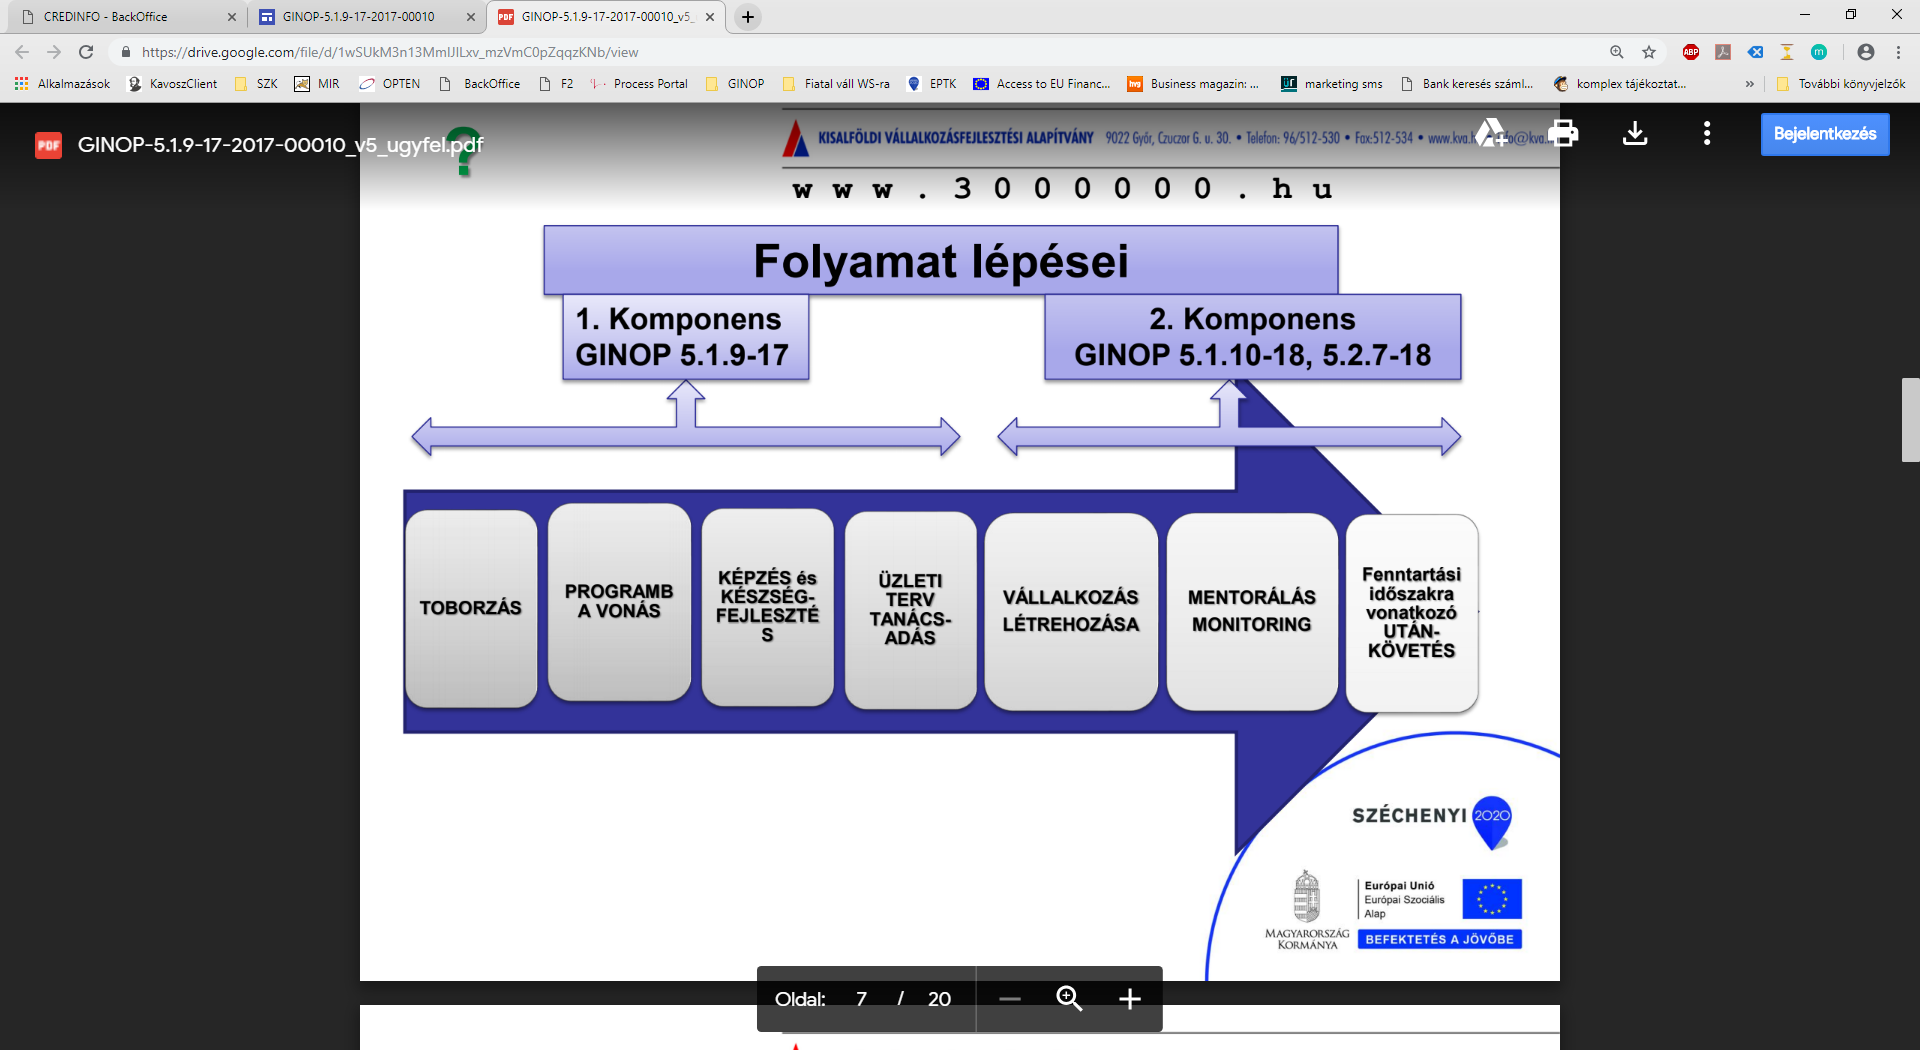 CREDINFO - BackOffice
GINOP-5.1.9-17-2017-00010
PDF GINOP-5.1.9-17-2017-00010_v5_
https://drive.google.com/file/d/1wSUkM3n13MmlJILxv_mzVmC0pZqqzKNb/view
ABP m
Alkalmazások KavoszClient SZK MIR OPTEN BackOffice F2 Process Portal GINOP Fiatal váll WS-ra EPTK Access to EU Financ... hvg Business magazin: ... marketing sms Bank keresés száml... komplex tájékoztat... » További könyvjelzők
PDF GINOP-5.1.9-17-2017-00010_v5_ugyfel.pdf
?
KISALFÖLDI VÁLLALKOZÁSFEJLESZTÉSI ALAPÍTVÁNY 9022 Győr, Czuczor G. u. 30. • Telefon: 96/512-530 • Fax:512-534 •
Bejelentkezés
www.3000000.hu
Folyamat lépései
1. Komponens
GINOP 5.1.9-17
2. Komponens
GINOP 5.1.10-18, 5.2.7-18
TOBORZÁS
PROGRAMB
A VONÁS
KÉPZÉS és
KÉSZSÉG-
FEJLESZTÉ
S
ÜZLETI
TERV
TANÁCS-
ADÁS
VÁLLALKOZÁS
LÉTREHOZÁSA
MENTORÁLÁS
MONITORING
Fenntartási
időszakra
vonatkozó
UTÁN-
KÖVETÉS
SZÉCHENYI 2020
MAGYARORSZÁG
KORMÁNYA
Európai Unió
Európai Szociális
Alap
BEFEKTETÉS A JÖVŐBE
Oldal: 7 / 20